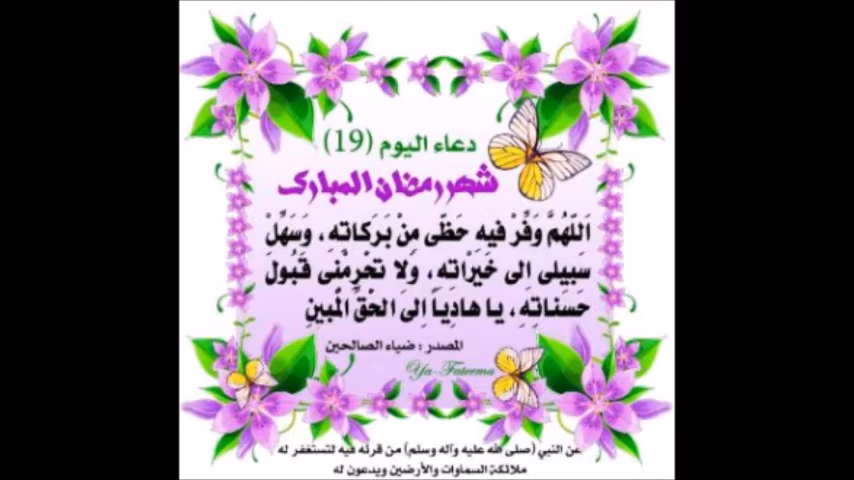 دعاء اليوم (19)
شهر رمضان المبارك
اَللّهُمَّ وَفِّرْ فيهِ حَظّى مِنْ بَرَكاتِهِ ، وَسَهِّلْ
سَبيلى اِلى خَيْراتِهِ ، وَلا تَحْرِمْنى قَبُولَ
حَسَناتِهِ ، يا هادِياً اِلَى الْحَقِّ الْمُبينِ
المصدر : ضياء الصالحين
Ya-Fateema
عن النبي (صلى الله عليه وآله وسلم) من قرئه فيه لتستغفر له
ملائكة السماوات والأرضين ويدعون له